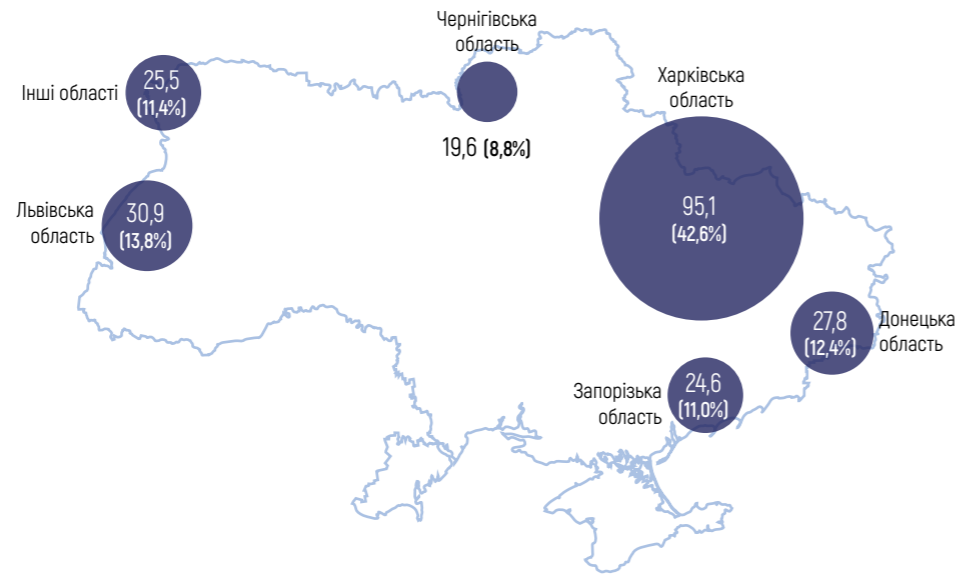 Чернігівська
область
19,6 (8,8%)
Інші області
25,5
(11,4%)
Харківська
область
95,1
(42,6%)
Львівська
область
30,9
(13,8%)
Донецька
область
27,8
(12,4%)
Запорізька
область
24,6
(11,0%)